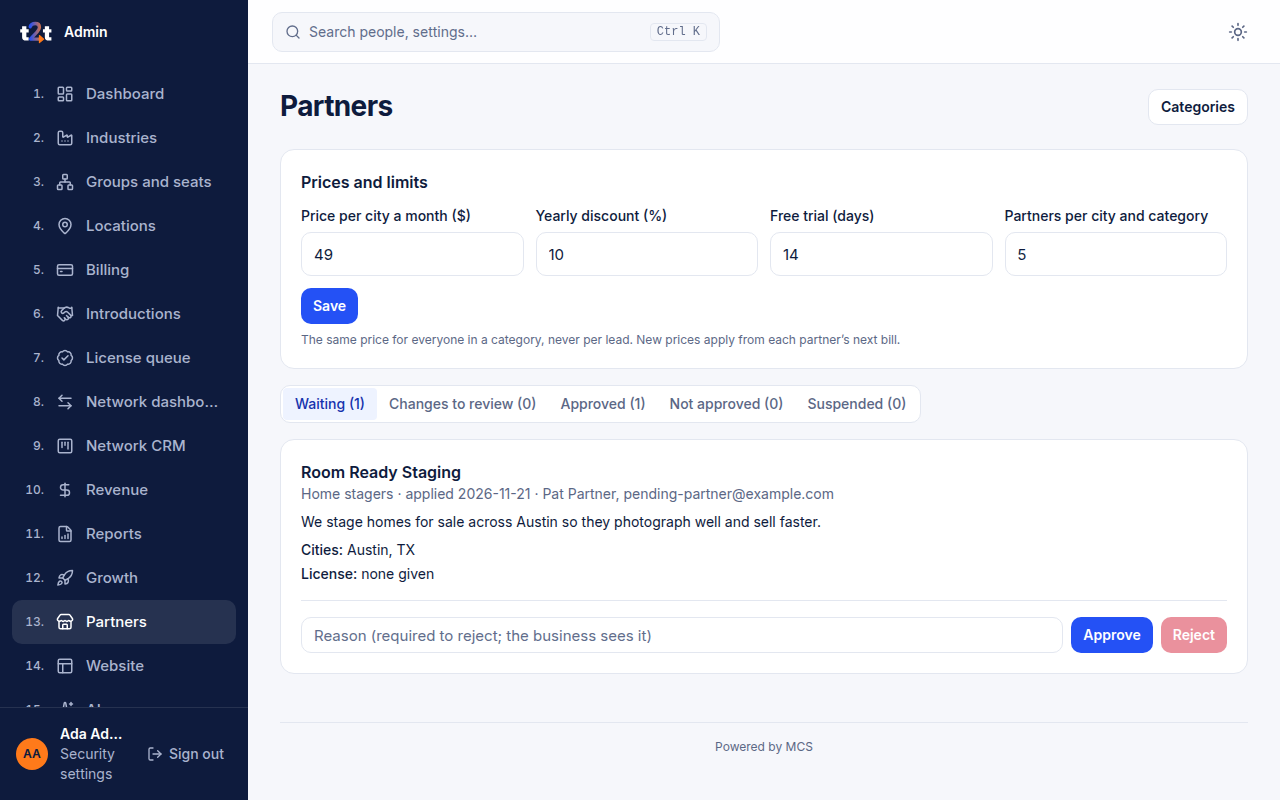 t2t Admin
Search people, settings...
Ctrl K
1. Dashboard
2. Industries
3. Groups and seats
4. Locations
5. Billing
6. Introductions
7. License queue
8. Network dashbo...
9. Network CRM
10. Revenue
11. Reports
12. Growth
13. Partners
14. Website
Ada Ad...
Security settings
Sign out
Partners
Categories
Prices and limits
Price per city a month ($)
49
Yearly discount (%)
10
Free trial (days)
14
Partners per city and category
5
Save
The same price for everyone in a category, never per lead. New prices apply from each partner’s next bill.
Waiting (1)
Changes to review (0)
Approved (1)
Not approved (0)
Suspended (0)
Room Ready Staging
Home stagers · applied 2026-11-21 · Pat Partner, pending-partner@example.com
We stage homes for sale across Austin so they photograph well and sell faster.
Cities: Austin, TX
License: none given
Reason (required to reject; the business sees it)
Approve
Reject
AA
Powered by MCS